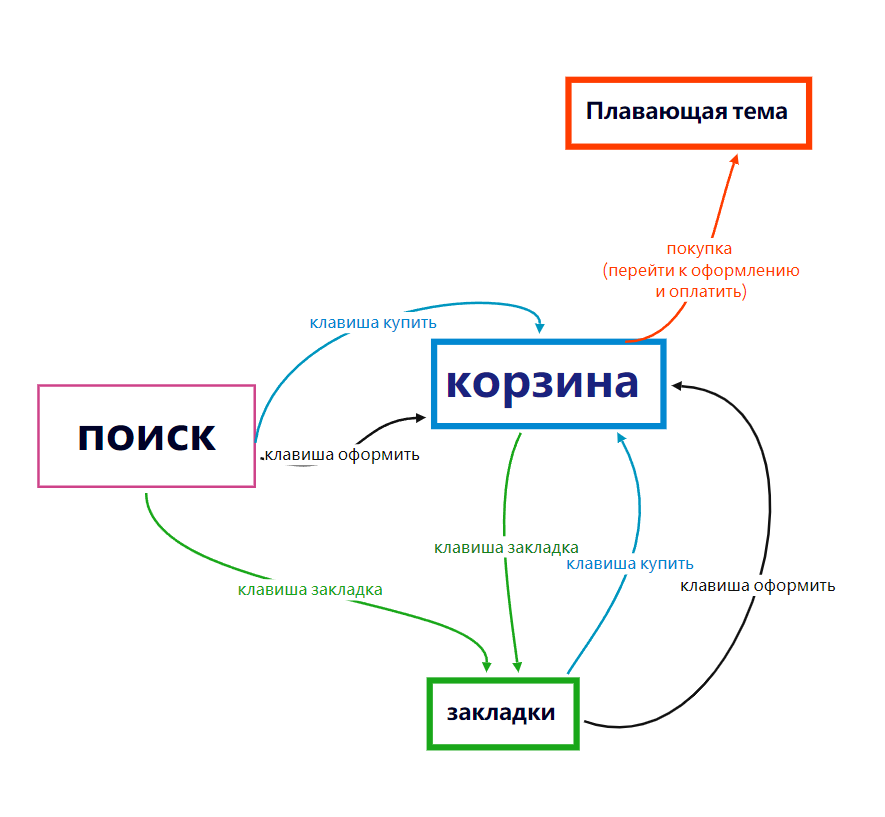 Плавающая тема
покупка
(перейти к оформлению
и оплатить)
клавиша купить
корзина
поиск
клавиша оформить
клавиша закладка
клавиша купить
клавиша оформить
клавиша закладка
закладки